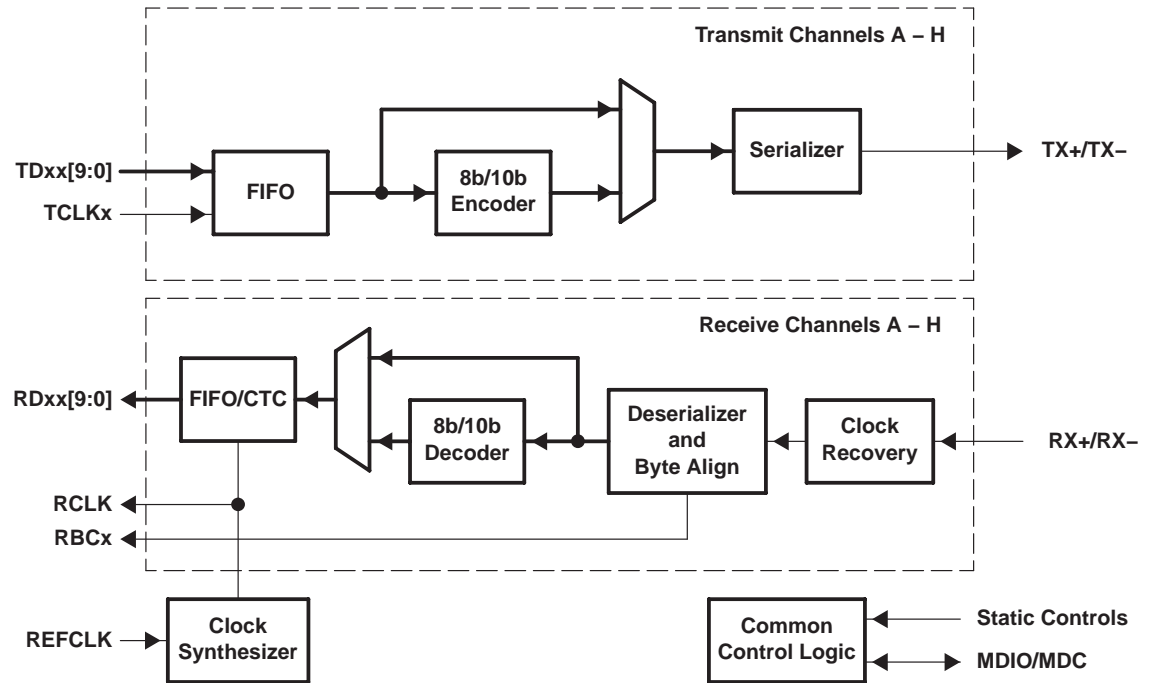 Transmit Channels A – H
TDxx[9:0]
TCLKx
FIFO
8b/10b
Encoder
Serializer
TX+/TX–
Receive Channels A – H
RDxx[9:0]
FIFO/CTC
8b/10b
Decoder
Deserializer
and
Byte Align
Clock
Recovery
RX+/RX–
RCLK
RBCx
REFCLK
Clock
Synthesizer
Common
Control Logic
Static Controls
MDIO/MDC